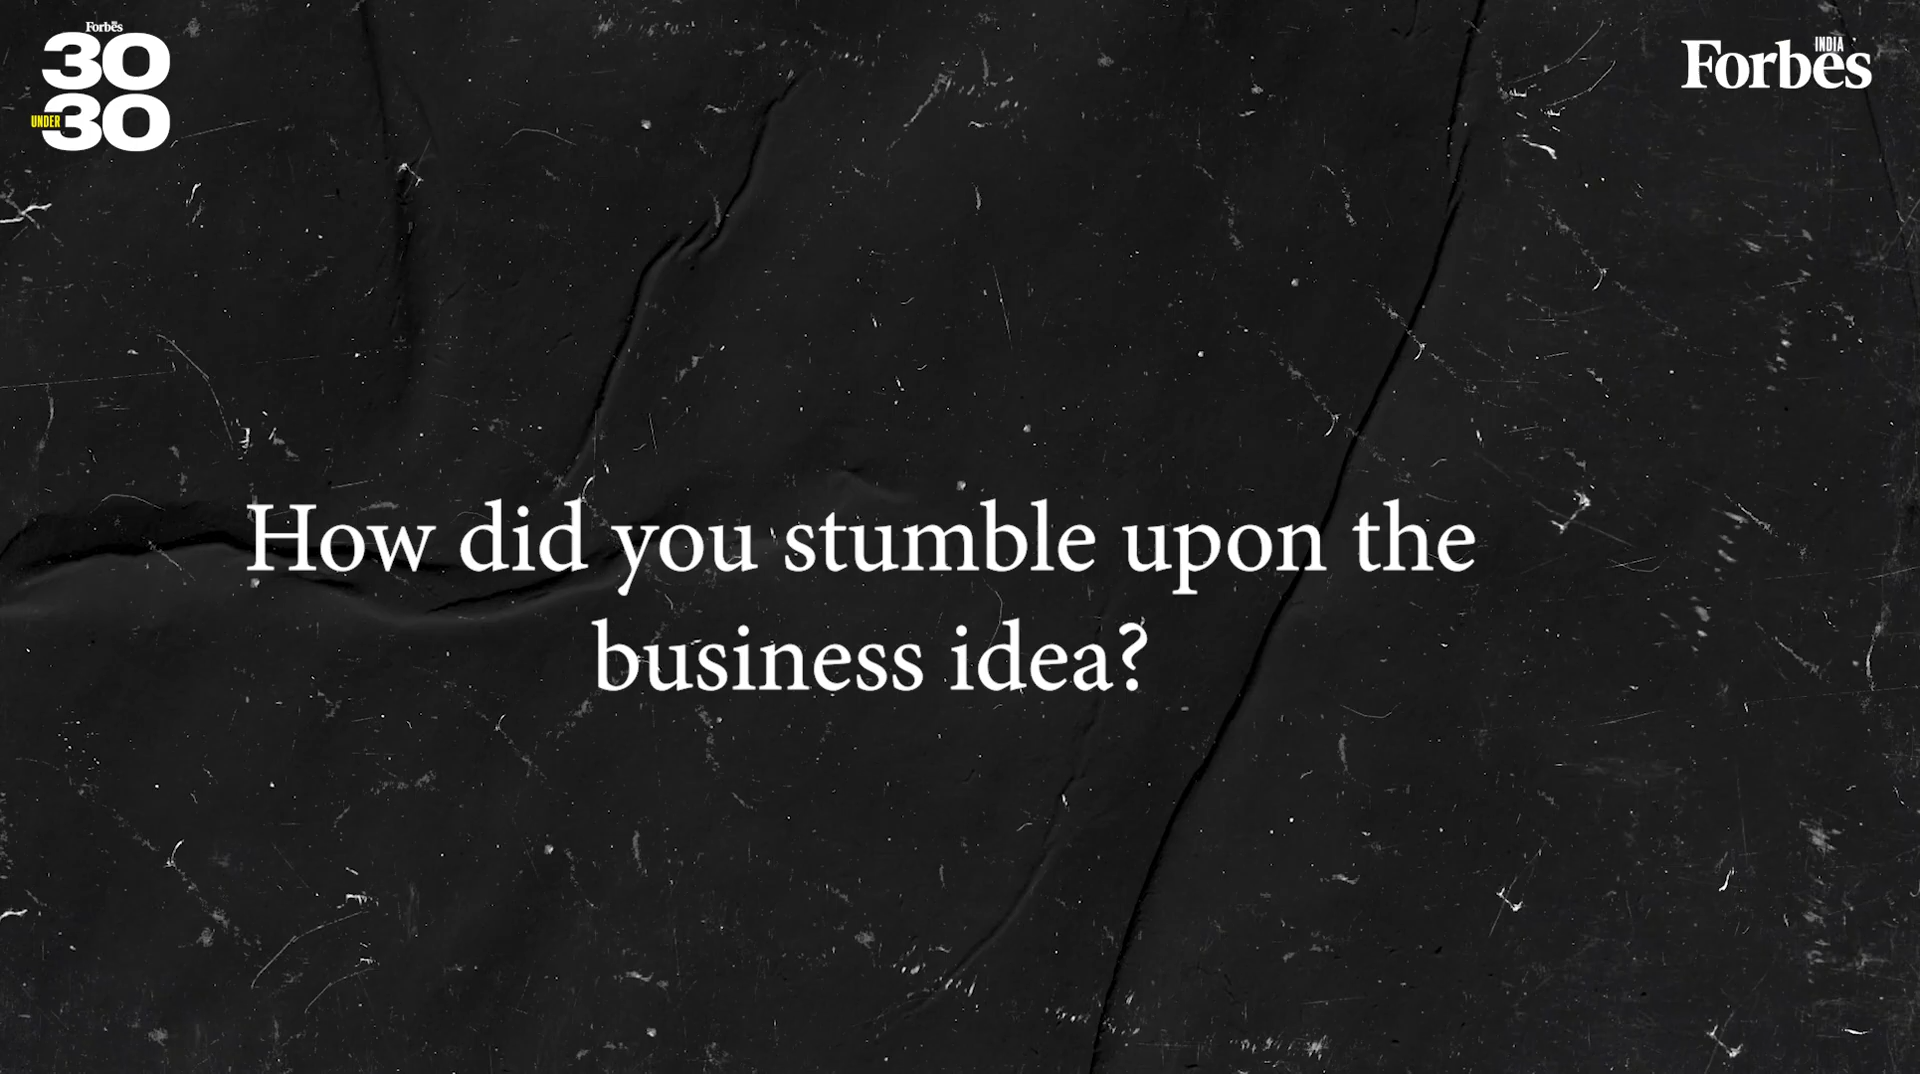 Forbes
30
UNDER
30
INDIA
Forbes
How did you stumble upon the
business idea?